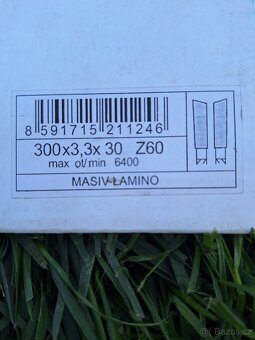 8 591715 211246
300x3,3x 30 Z60
max ot/min 6400
MASIV-LAMINO
bazos.cz